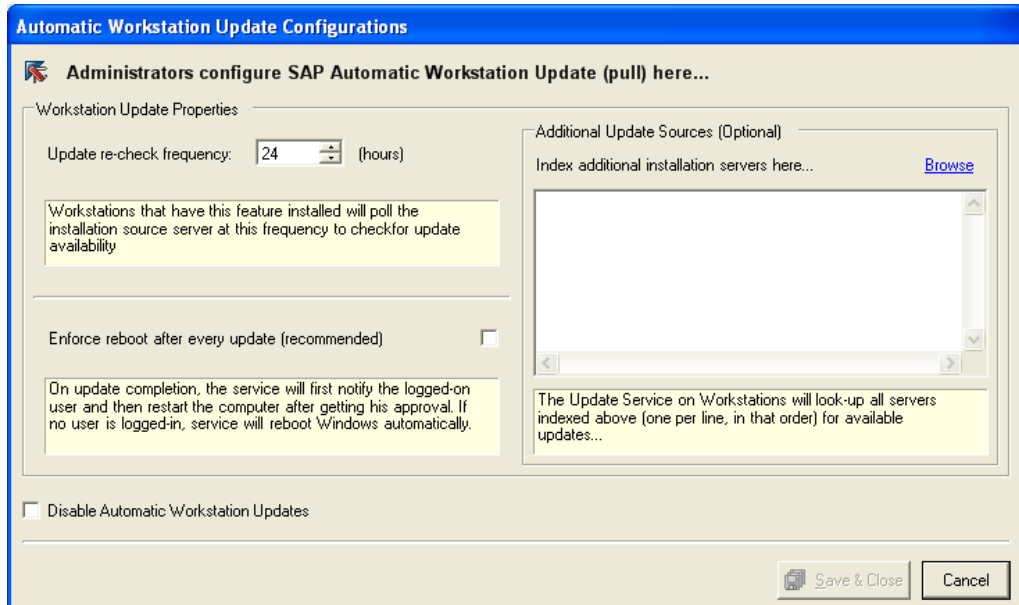 Automatic Workstation Update Configurations
Administrators configure SAP Automatic Workstation Update (pull) here...
Workstation Update Properties
Update re-check frequency: 24 (hours)
Workstations that have this feature installed will poll the
installation source server at this frequency to checkfor update
availability
Enforce reboot after every update (recommended)
On update completion, the service will first notify the logged-on
user and then restart the computer after getting his approval. If
no user is logged-in, service will reboot Windows automatically.
Additional Update Sources (Optional)
Index additional installation servers here... Browse
The Update Service on Workstations will look-up all servers
indexed above (one per line, in that order) for available
updates...
Disable Automatic Workstation Updates
Save & Close Cancel